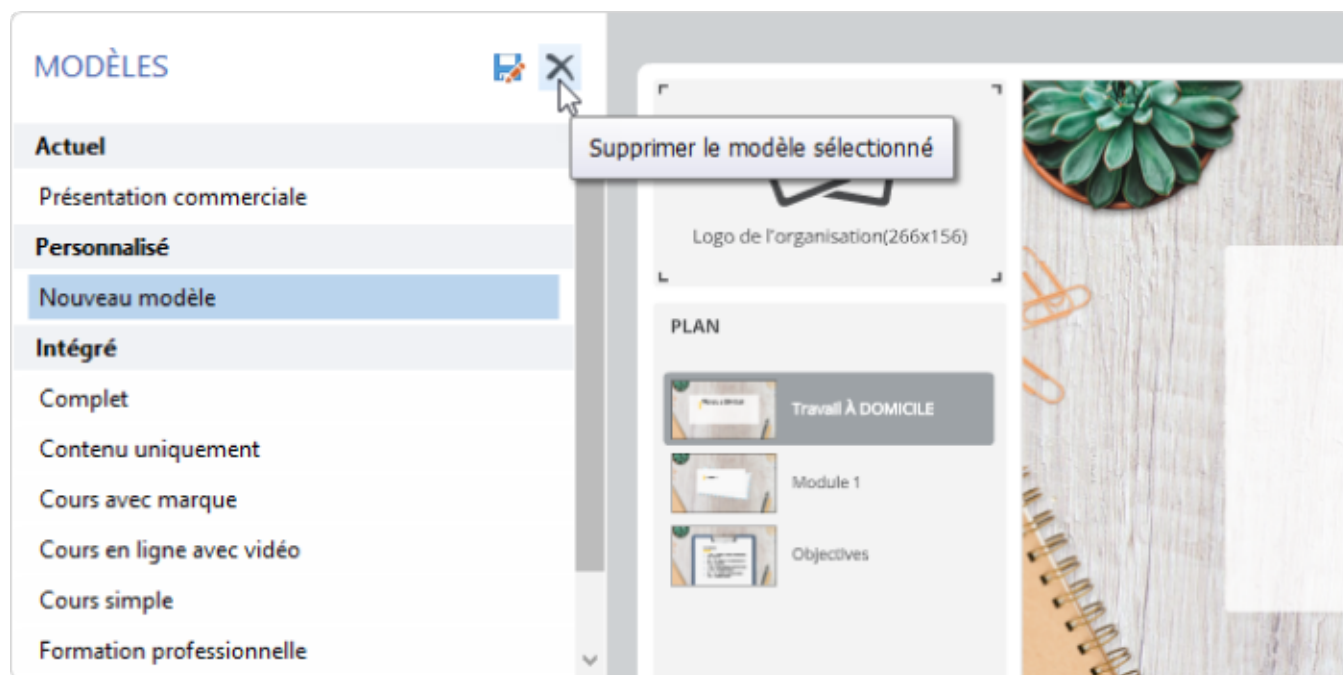 MODÈLES
Actuel
Présentation commerciale
Personnalisé
Nouveau modèle
Intégré
Complet
Contenu uniquement
Cours avec marque
Cours en ligne avec vidéo
Cours simple
Formation professionnelle
Supprimer le modèle sélectionné
Logo de l'organisation(266x156)
PLAN
Travail À DOMICILE
Module 1
Objectives